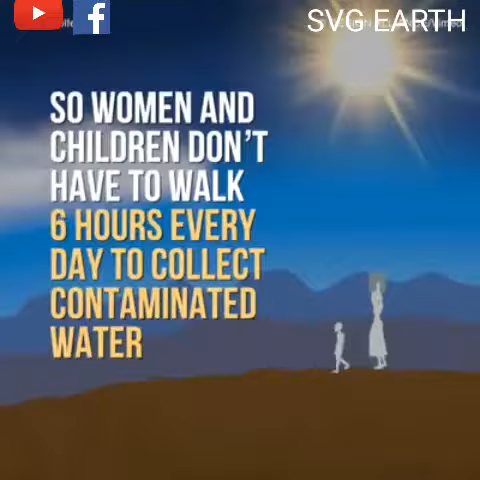 SVG EARTH
SO WOMEN AND
CHILDREN DON'T
HAVE TO WALK
6 HOURS EVERY
DAY TO COLLECT
CONTAMINATED
WATER